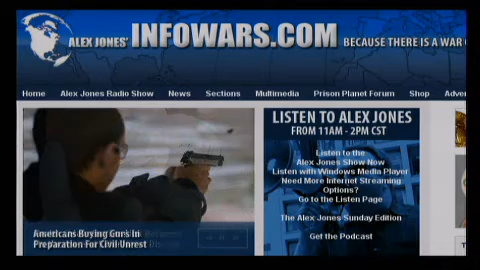 ALEX JONES' INFOWARS.COM BECAUSE THERE IS A WAR
Home Alex Jones Radio Show News Sections Multimedia Prison Planet Forum Shop
LISTEN TO ALEX JONES
FROM 11AM - 2PM CST
Listen to the
Alex Jones Show Now
Listen with Windows Media Player
Need More Internet Streaming
Options?
Go to the Listen Page
The Alex Jones Sunday Edition
Get the Podcast
Americans Buying Guns In
Preparation For Civil Unrest